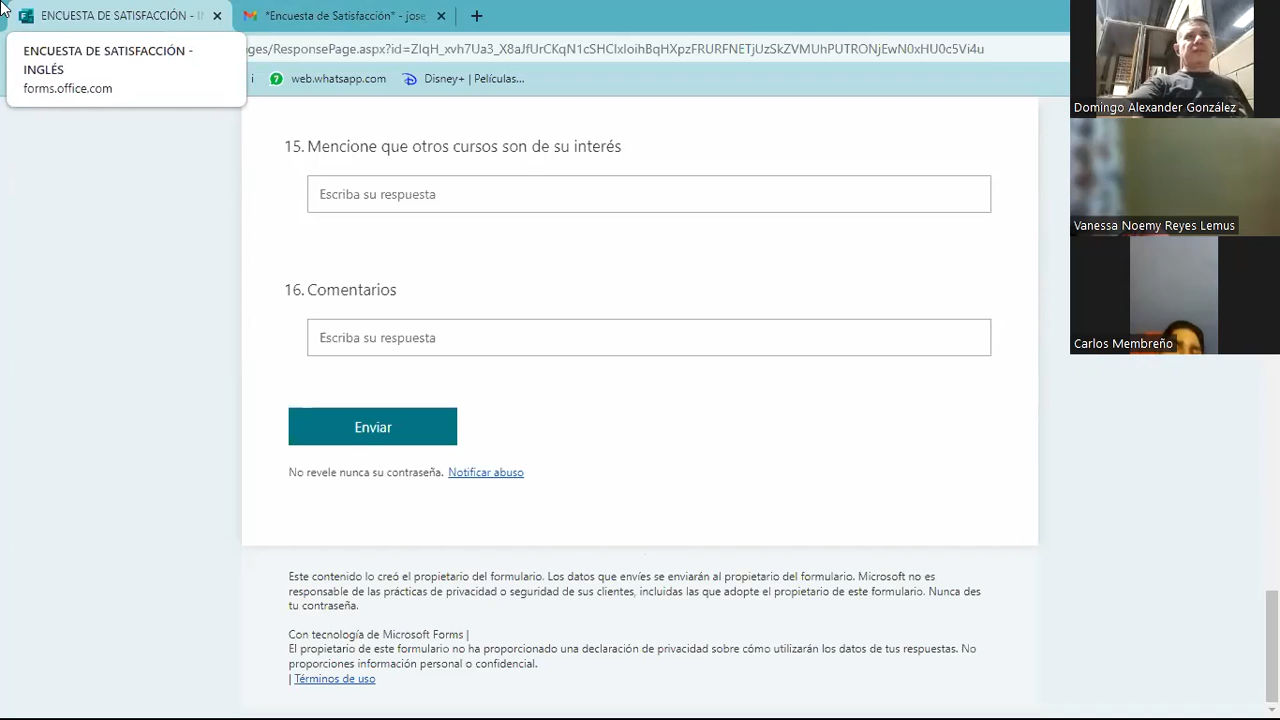 ENCUESTA DE SATISFACCIÓN - I
*Encuesta de Satisfacción* - jose
ENCUESTA DE SATISFACCIÓN -
INGLÉS
forms.office.com
ges/ResponsePage.aspx?id=ZIqH_xvh7Ua3_X8aJfUrCKqN1cSHClxIoihBqHXpzFRURFNETjUzSkZVMUhPUTRONjEwN0xHU0c5Vi4u
i
7
web.whatsapp.com
Disney+ | Películas...
15. Mencione que otros cursos son de su interés
Escriba su respuesta
16. Comentarios
Escriba su respuesta
Enviar
No revele nunca su contraseña. Notificar abuso
Este contenido lo creó el propietario del formulario. Los datos que envíes se enviarán al propietario del formulario. Microsoft no es
responsable de las prácticas de privacidad o seguridad de sus clientes, incluidas las que adopte el propietario de este formulario. Nunca des
tu contraseña.
Con tecnología de Microsoft Forms |
El propietario de este formulario no ha proporcionado una declaración de privacidad sobre cómo utilizarán los datos de tus respuestas. No
proporciones información personal o confidencial.
| Términos de uso
Domingo Alexander González
Vanessa Noemy Reyes Lemus
Carlos Membreño